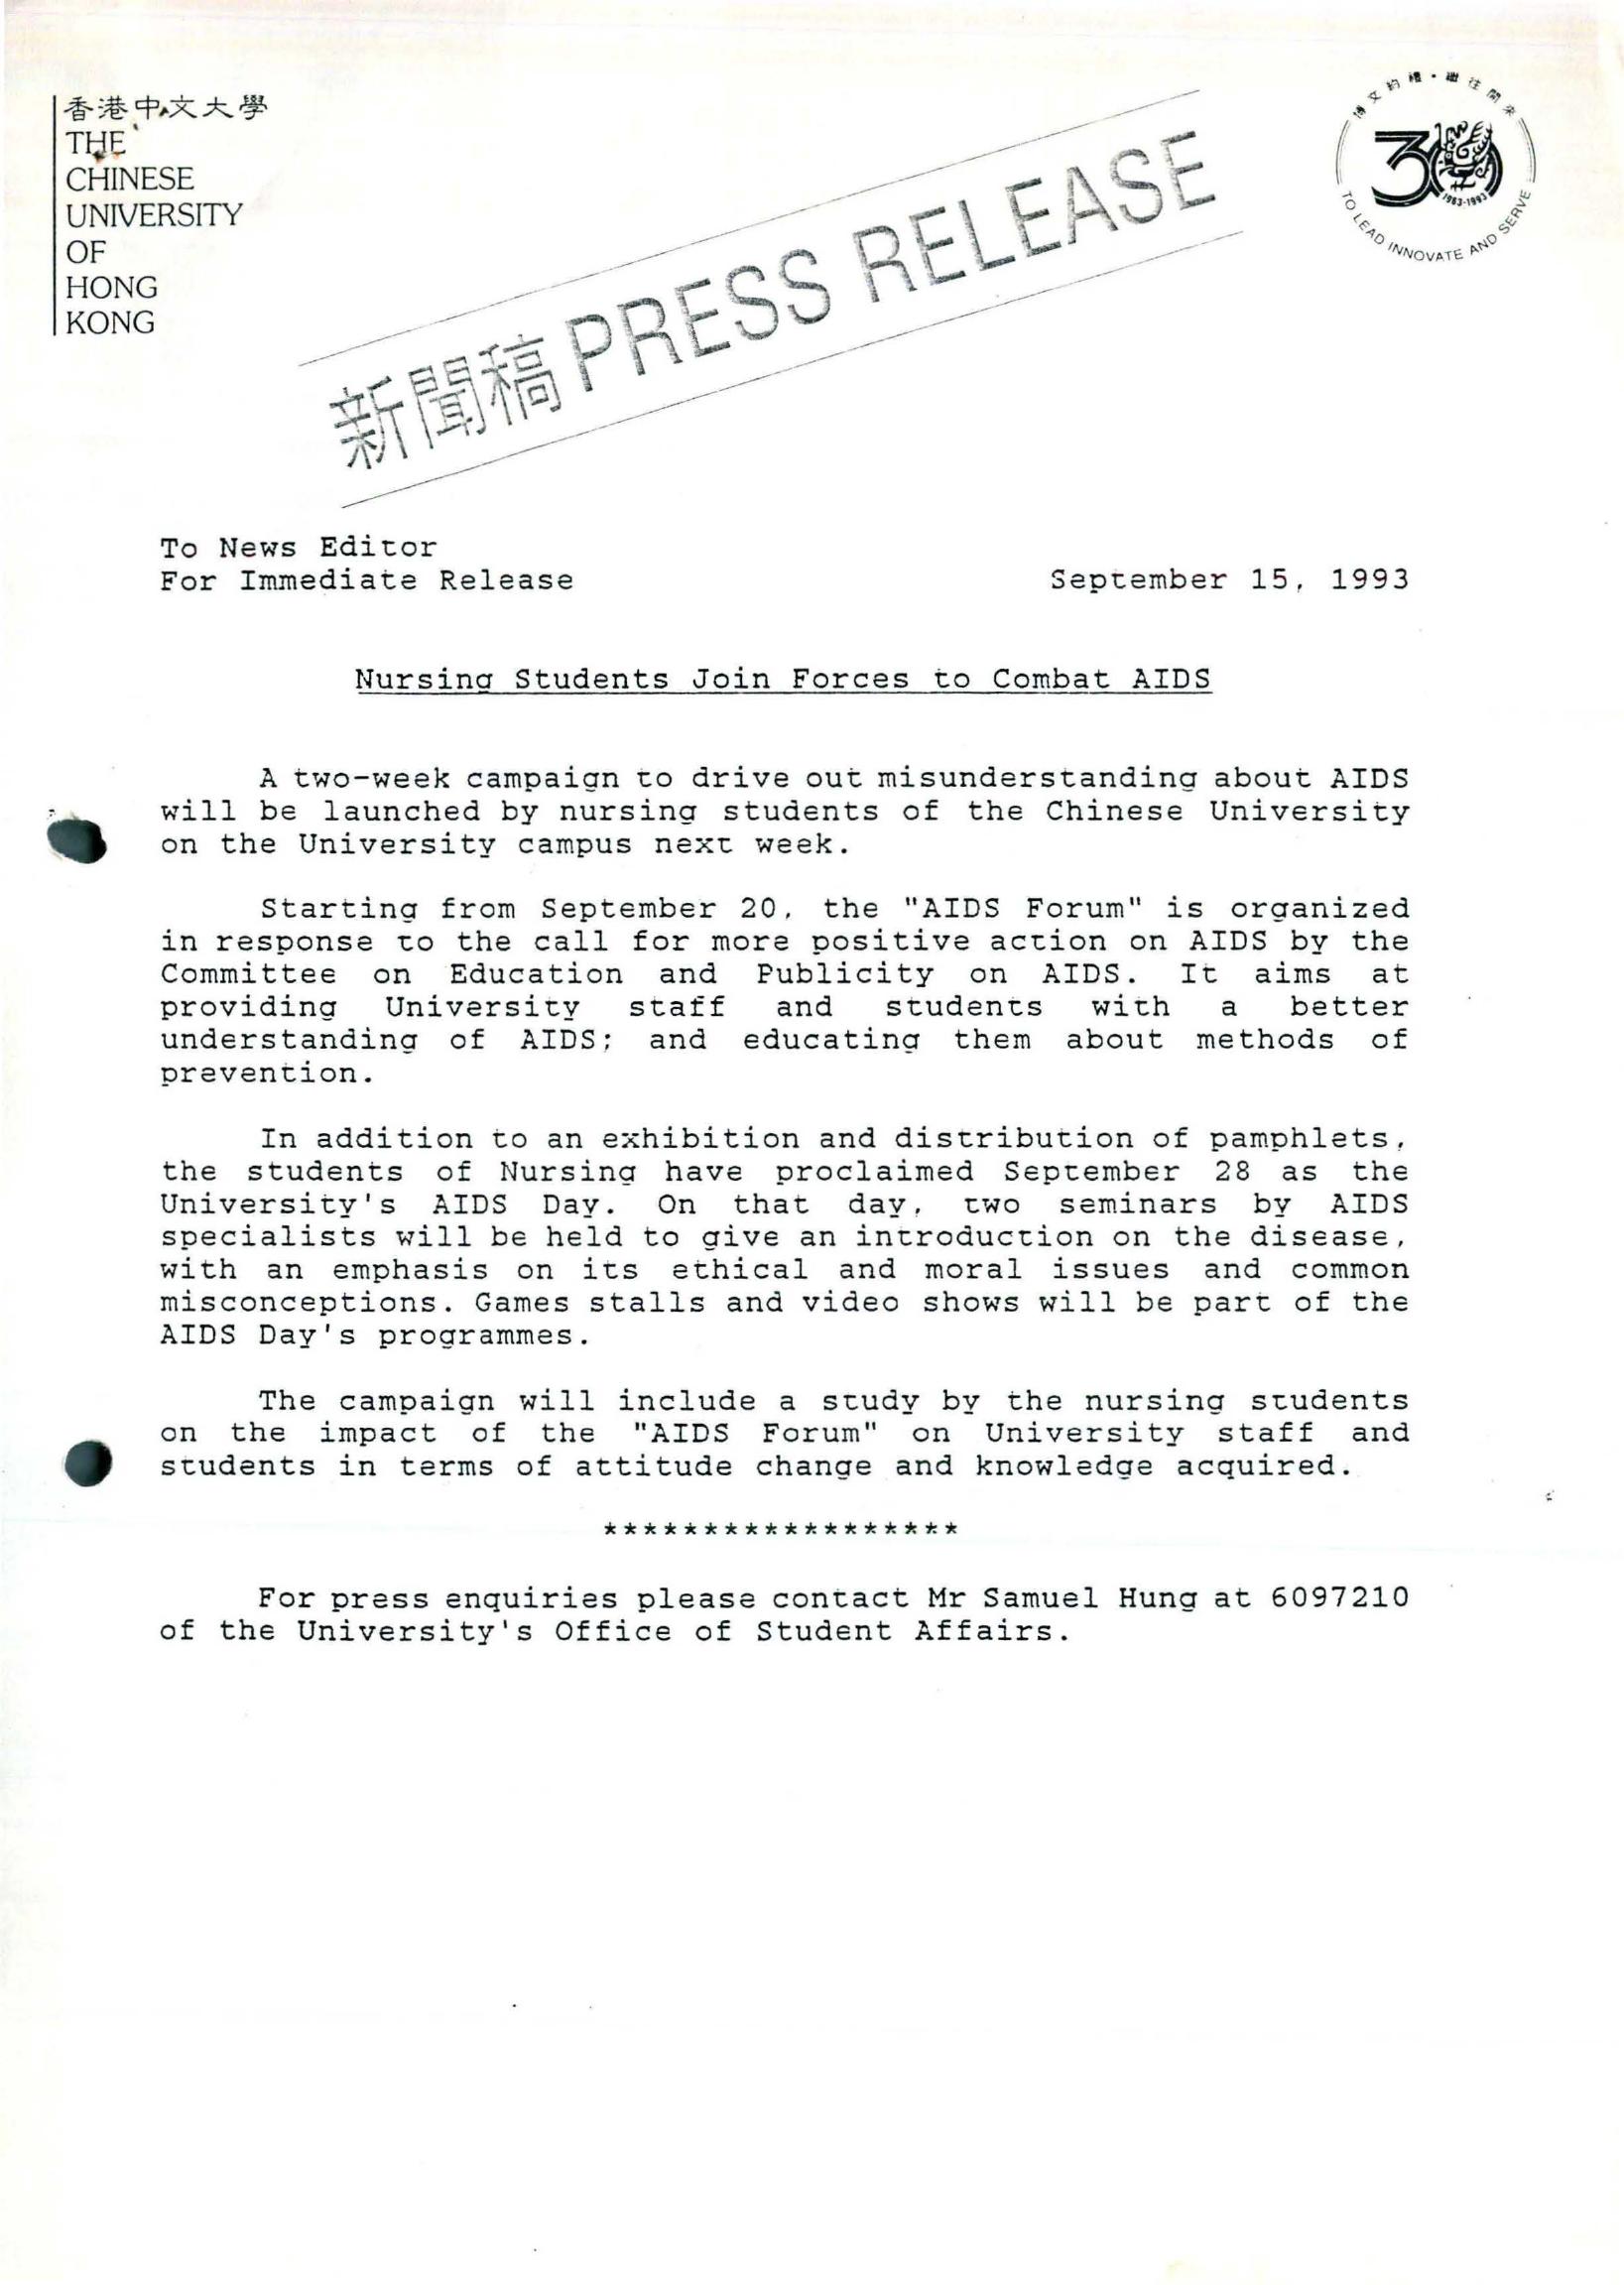 香港中文大學
THE
CHINESE
UNIVERSITY
OF
HONG
KONG
博文約禮·繼往開來
30
1963-1993
TO LEAD INNOVATE AND SERVE
新聞稿 PRESS RELEASE
To News Editor
For Immediate Release September 15, 1993
Nursing Students Join Forces to Combat AIDS
A two-week campaign to drive out misunderstanding about AIDS
will be launched by nursing students of the Chinese University
on the University campus next week.
Starting from September 20, the "AIDS Forum" is organized
in response to the call for more positive action on AIDS by the
Committee on Education and Publicity on AIDS. It aims at
providing University staff and students with a better
understanding of AIDS; and educating them about methods of
prevention.
In addition to an exhibition and distribution of pamphlets,
the students of Nursing have proclaimed September 28 as the
University's AIDS Day. On that day, two seminars by AIDS
specialists will be held to give an introduction on the disease,
with an emphasis on its ethical and moral issues and common
misconceptions. Games stalls and video shows will be part of the
AIDS Day's programmes.
The campaign will include a study by the nursing students
on the impact of the "AIDS Forum" on University staff and
students in terms of attitude change and knowledge acquired.
******************
For press enquiries please contact Mr Samuel Hung at 6097210
of the University's Office of Student Affairs.